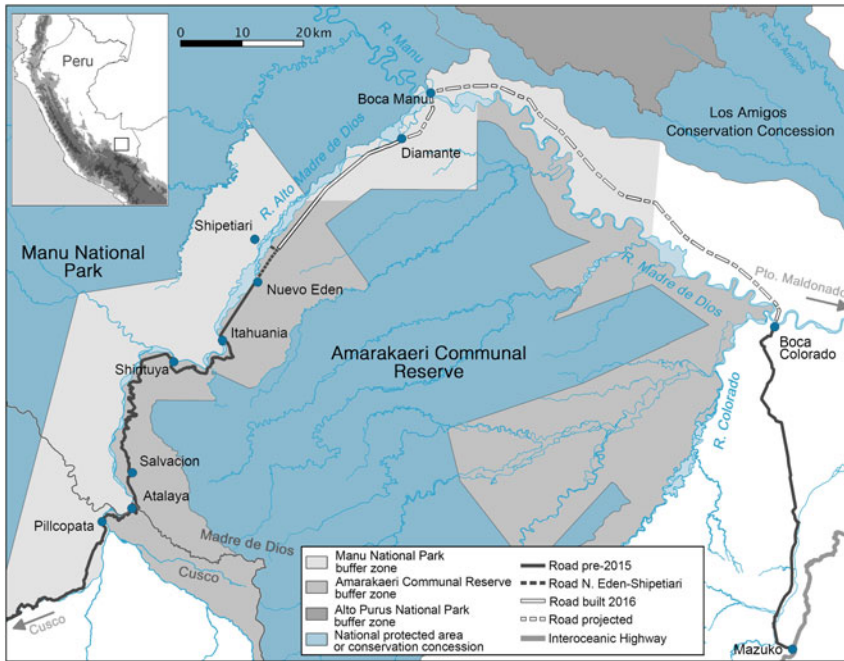 Peru
0
10
20km
R. Manu
R. Los Amigos
Boca Manu
Los Amigos
Conservation Concession
Diamante
R. Alto Madre de Dios
Shipetiari
Manu National
Park
Nuevo Eden
R. Madre de Dios
Pto. Maldonado
Itahuania
Boca
Colorado
Amarakaeri Communal
Reserve
Shintuya
R. Colorado
Salvacion
Atalaya
Pillcopata
Madre de Dios
Cusco
Cusco
Manu National Park
buffer zone
Amarakaeri Communal Reserve
buffer zone
Alto Purus National Park
buffer zone
National protected area
or conservation concession
Road pre-2015
Road N. Eden-Shipetiari
Road built 2016
Road projected
Interoceanic Highway
Mazuko